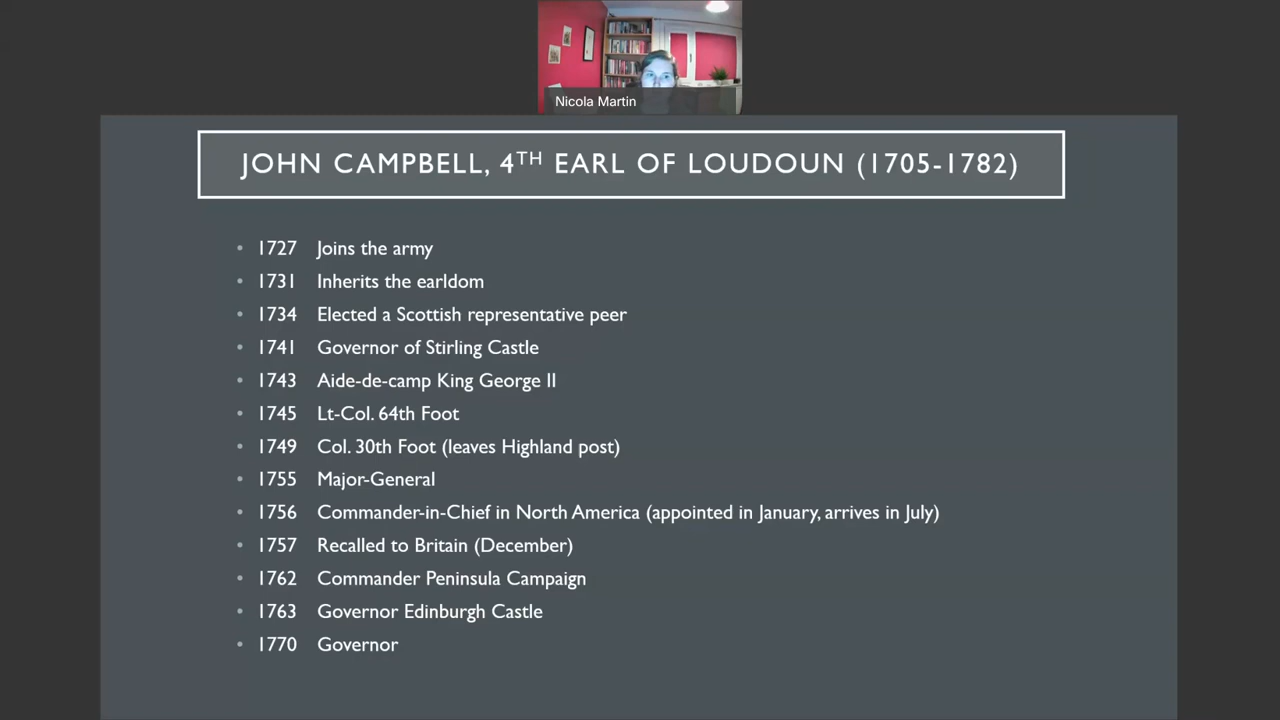 Nicola Martin
JOHN CAMPBELL, 4TH EARL OF LOUDOUN (1705-1782)
• 1727 Joins the army
• 1731 Inherits the earldom
• 1734 Elected a Scottish representative peer
• 1741 Governor of Stirling Castle
• 1743 Aide-de-camp King George II
• 1745 Lt-Col. 64th Foot
• 1749 Col. 30th Foot (leaves Highland post)
• 1755 Major-General
• 1756 Commander-in-Chief in North America (appointed in January, arrives in July)
• 1757 Recalled to Britain (December)
• 1762 Commander Peninsula Campaign
• 1763 Governor Edinburgh Castle
• 1770 Governor